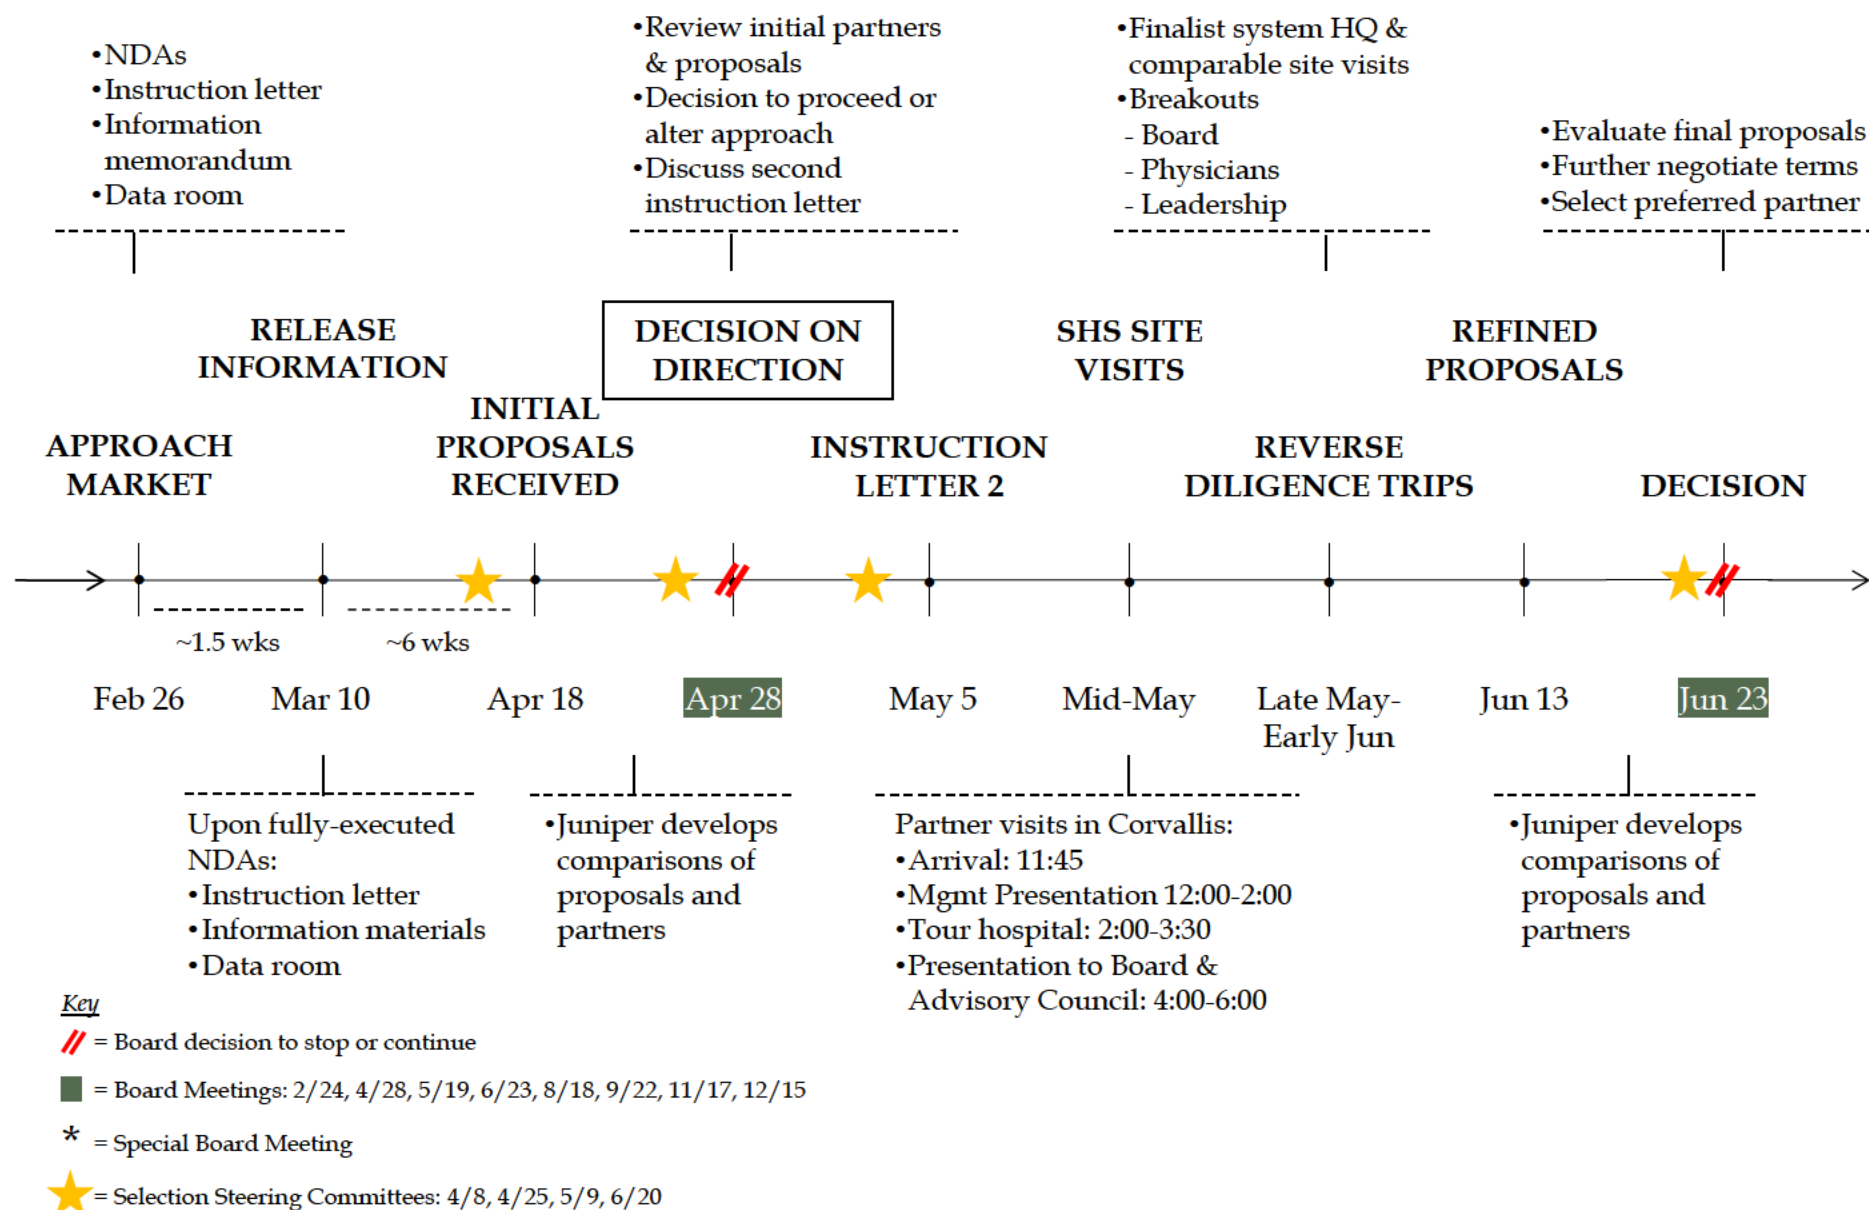 •NDAs
•Instruction letter
•Information
memorandum
•Data room
•Review initial partners
& proposals
•Decision to proceed or
alter approach
•Discuss second
instruction letter
•Finalist system HQ &
comparable site visits
•Breakouts
- Board
- Physicians
- Leadership
•Evaluate final proposals
•Further negotiate terms
•Select preferred partner
RELEASE
INFORMATION
DECISION ON
DIRECTION
SHS SITE
VISITS
REFINED
PROPOSALS
APPROACH
MARKET
INITIAL
PROPOSALS
RECEIVED
INSTRUCTION
LETTER 2
REVERSE
DILIGENCE TRIPS
DECISION
~1.5 wks
~6 wks
Feb 26
Mar 10
Apr 18
Apr 28
May 5
Mid-May
Late May-
Early Jun
Jun 13
Jun 23
Upon fully-executed
NDAs:
•Instruction letter
•Information materials
•Data room
•Juniper develops
comparisons of
proposals and
partners
Partner visits in Corvallis:
•Arrival: 11:45
•Mgmt Presentation 12:00-2:00
•Tour hospital: 2:00-3:30
•Presentation to Board &
Advisory Council: 4:00-6:00
•Juniper develops
comparisons of
proposals and
partners
Key
= Board decision to stop or continue
= Board Meetings: 2/24, 4/28, 5/19, 6/23, 8/18, 9/22, 11/17, 12/15
* = Special Board Meeting
= Selection Steering Committees: 4/8, 4/25, 5/9, 6/20